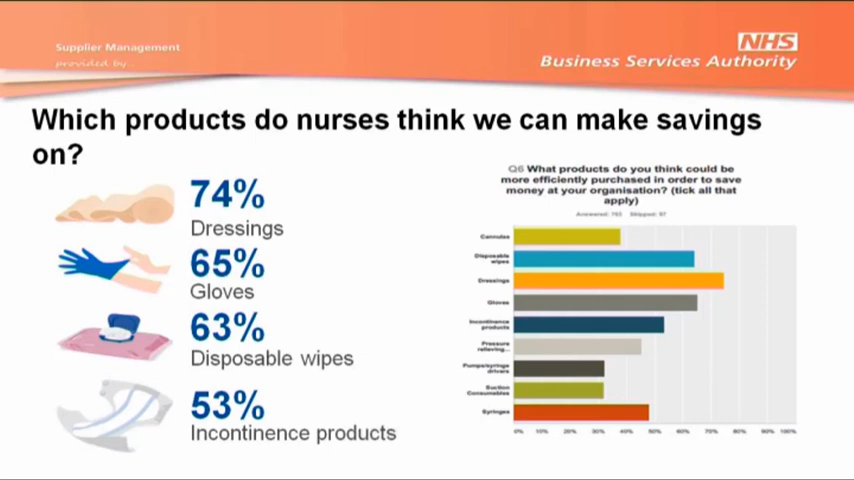 Supplier Management
provided by
NHS
Business Services Authority
Which products do nurses think we can make savings
on?
74%
Dressings
65%
Gloves
63%
Disposable wipes
53%
Incontinence products
Q6 What products do you think could be
more efficiently purchased in order to save
money at your organisation? (tick all that
apply)
Answered: Skipped:
Cannulas
Disposable
wipes
Dressings
Gloves
Incontinence
products
Pressure
relieving...
Pumps/syringe
drivers
Suction
Consumables
Syringes
0% 10% 20% 30% 40% 50% 60% 70% 80% 90% 100%